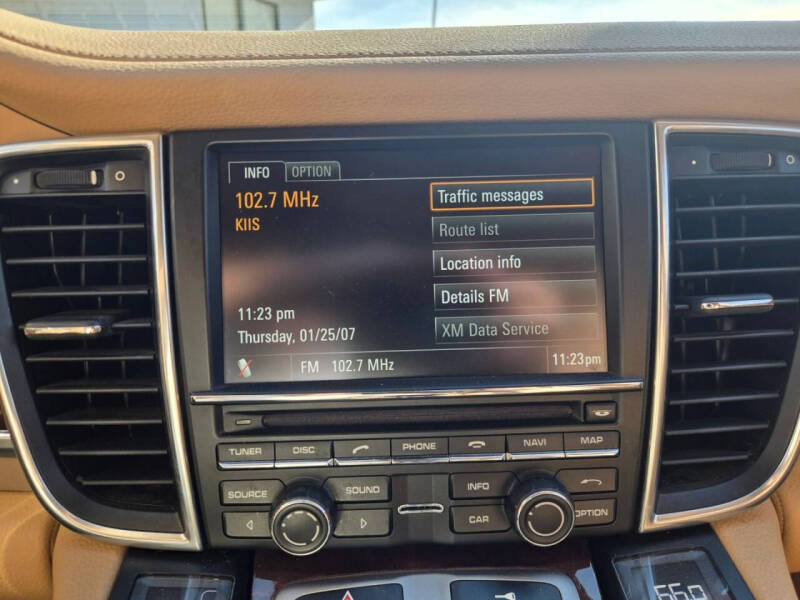 INFO OPTION
102.7 MHz
KIIS
Traffic messages
Route list
Location info
Details FM
XM Data Service
11:23 pm
Thursday, 01/25/07
FM 102.7 MHz
11:23pm
TUNER DISC PHONE NAVI MAP
SOURCE SOUND INFO
CAR OPTION
66°